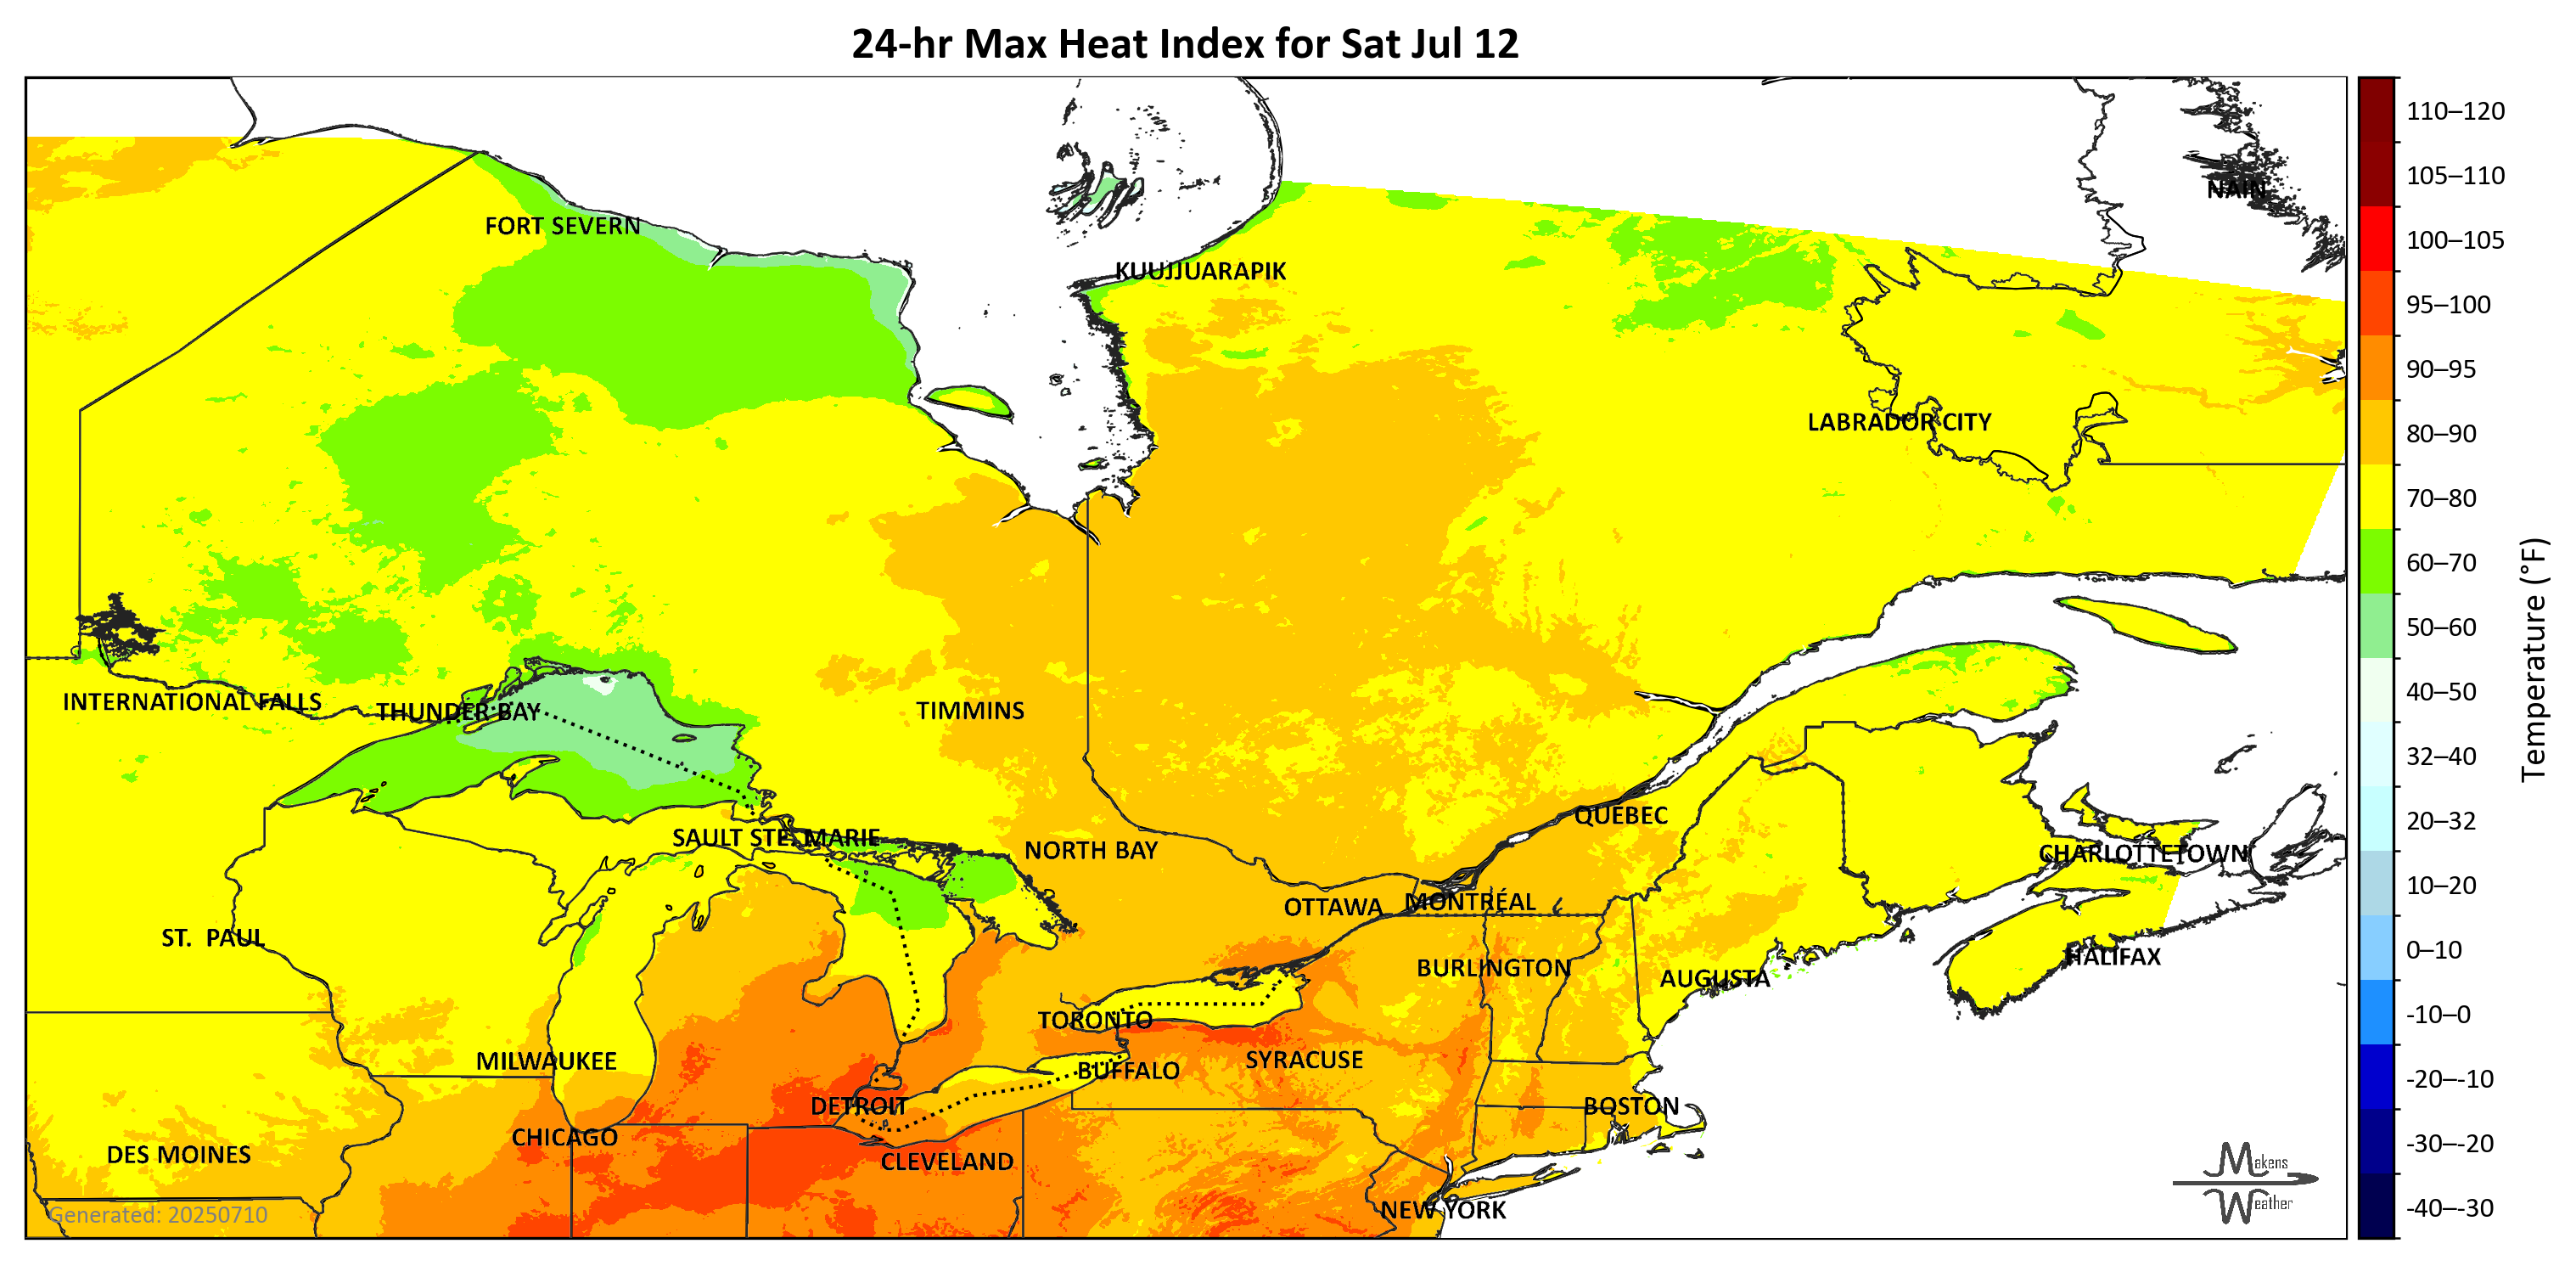 24-hr Max Heat Index for Sat Jul 12
110–120
105–110
NAIN
FORT SEVERN
100–105
KUUJJUARAPIK
95–100
90–95
LABRADOR CITY
80–90
70–80
60–70
50–60
Temperature (°F)
40–50
INTERNATIONAL FALLS
THUNDER BAY
TIMMINS
32–40
QUEBEC
20–32
SAULT STE. MARIE
NORTH BAY
CHARLOTTETOWN
10–20
OTTAWA
MONTRÉAL
ST. PAUL
0–10
HALIFAX
BURLINGTON
AUGUSTA
-10–0
TORONTO
MILWAUKEE
SYRACUSE
BUFFALO
-20–-10
DETROIT
BOSTON
CHICAGO
-30–-20
DES MOINES
CLEVELAND
Makens
Weather
NEW YORK
-40–-30
Generated: 20250710